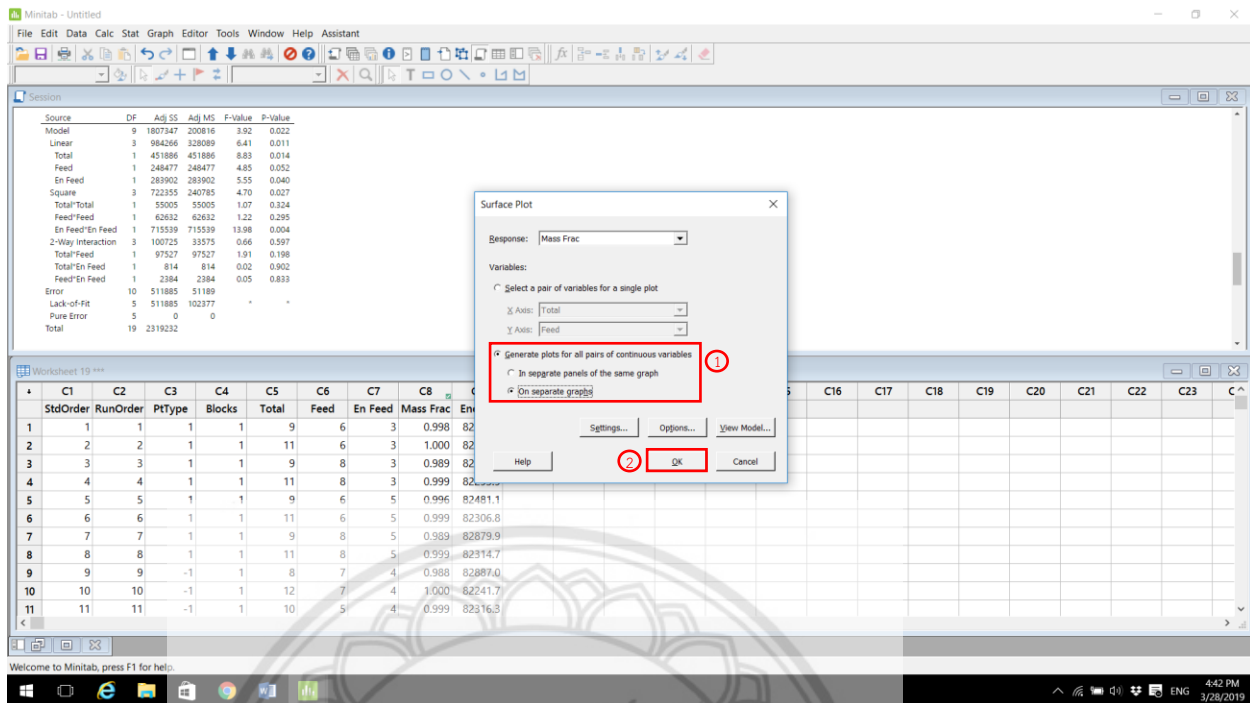 Minitab - Untitled
File Edit Data Calc Stat Graph Editor Tools Window Help Assistant
Session
Source DF Adj SS Adj MS F-Value P-Value
Model 9 1807347 200816 3.92 0.022
Linear 3 984266 328089 6.41 0.011
Total 1 451886 451886 8.83 0.014
Feed 1 248477 248477 4.85 0.052
En Feed 1 283902 283902 5.55 0.040
Square 3 722355 240785 4.70 0.027
Total*Total 1 55005 55005 1.07 0.324
Feed*Feed 1 62632 62632 1.22 0.295
En Feed*En Feed 1 715539 715539 13.98 0.004
2-Way Interaction 3 100725 33575 0.66 0.597
Total*Feed 1 97527 97527 1.91 0.198
Total*En Feed 1 814 814 0.02 0.902
Feed*En Feed 1 2384 2384 0.05 0.833
Error 10 511885 51189
Lack-of-Fit 5 511885 102377 * *
Pure Error 5 0 0
Total 19 2319232
Surface Plot
Response: Mass Frac
Variables:
Select a pair of variables for a single plot
X Axis: Total
Y Axis: Feed
Generate plots for all pairs of continuous variables
In separate panels of the same graph
On separate graphs
1
Settings... Options... View Model...
Help 2 OK Cancel
Worksheet 19 ***
C1 C2 C3 C4 C5 C6 C7 C8 C16 C17 C18 C19 C20 C21 C22 C23
StdOrder RunOrder PtType Blocks Total Feed En Feed Mass Frac
1 1 1 1 1 9 6 3 0.998 82
2 2 2 1 1 11 6 3 1.000 82
3 3 3 1 1 9 8 3 0.989 82
4 4 4 1 1 11 8 3 0.999
5 5 5 1 1 9 6 5 0.996 82481.1
6 6 6 1 1 11 6 5 0.999 82306.8
7 7 7 1 1 9 8 5 0.989 82879.9
8 8 8 1 1 11 8 5 0.999 82314.7
9 9 9 -1 1 8 7 4 0.988 82887.0
10 10 10 -1 1 12 7 4 1.000 82241.7
11 11 11 -1 1 10 5 4 0.999 82316.3
Welcome to Minitab, press F1 for help.
ENG 4:42 PM
3/28/2019